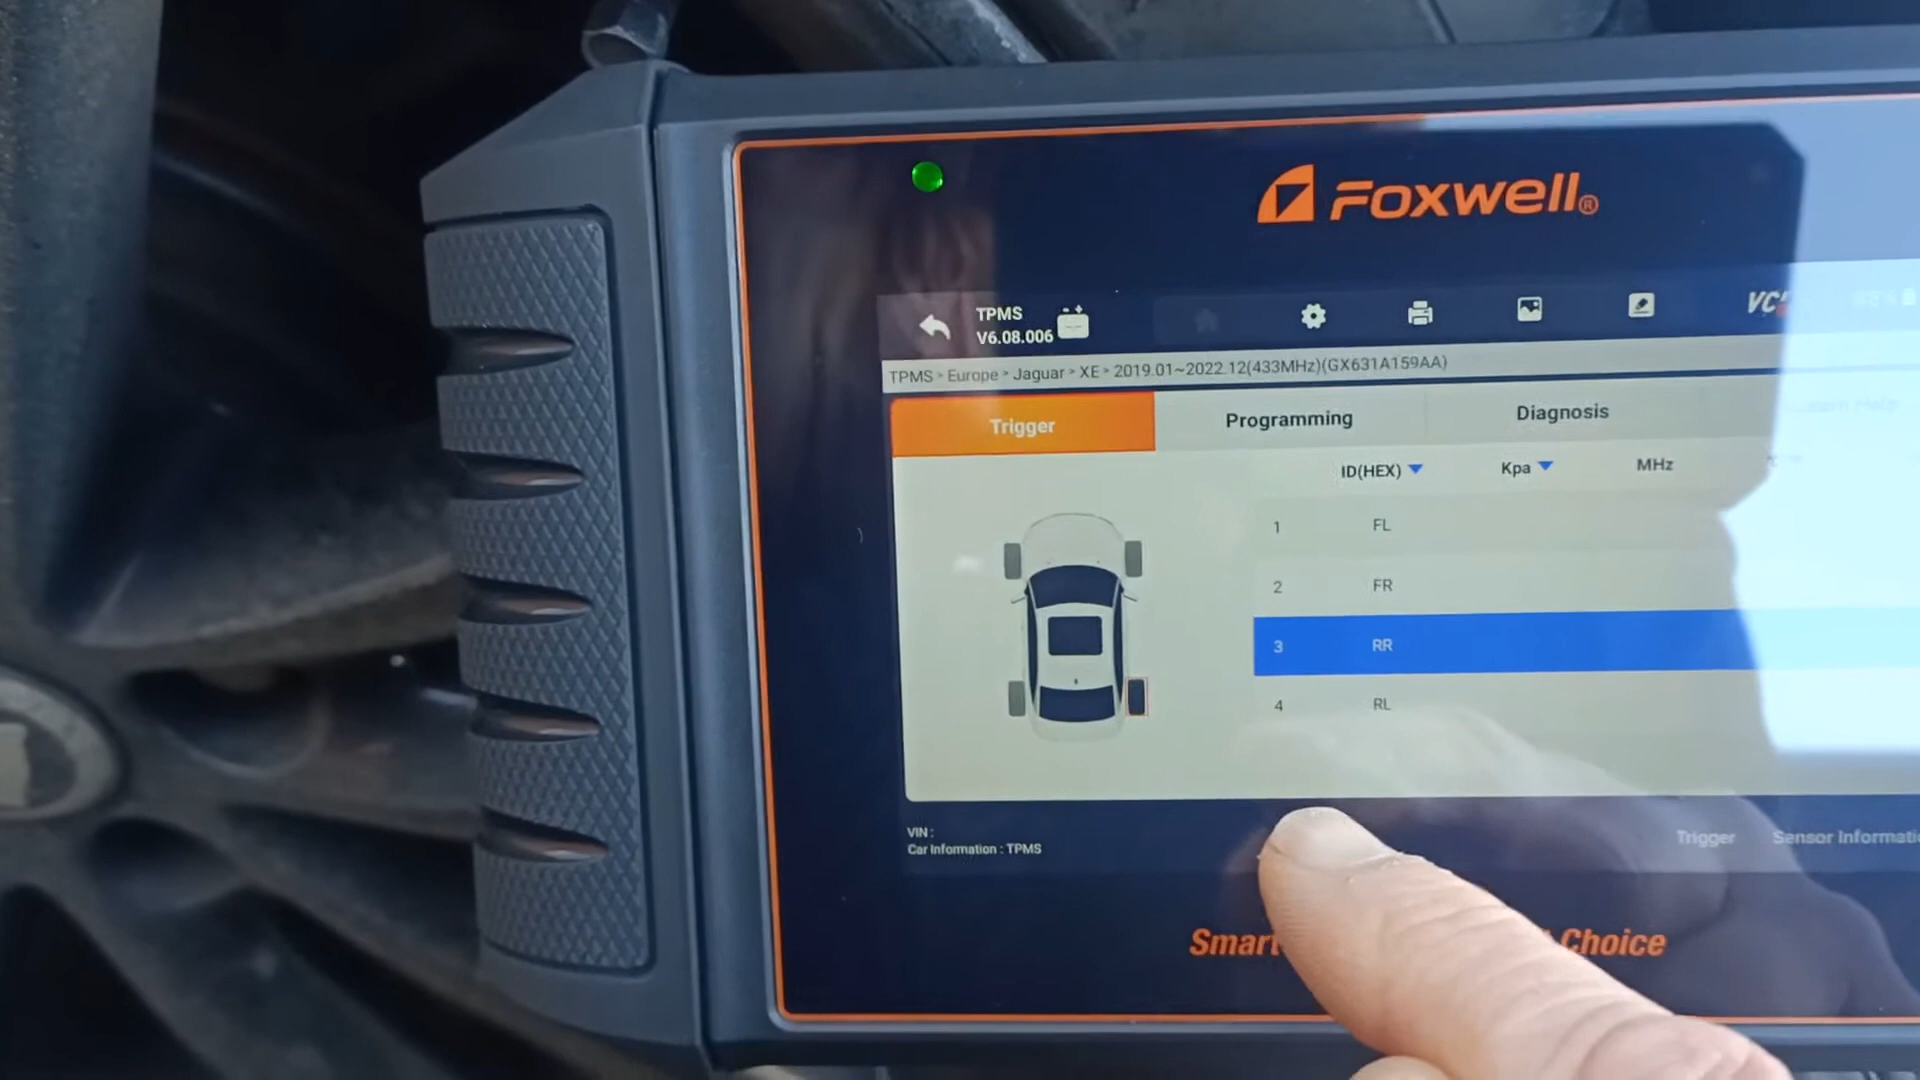 Foxwell®
TPMS
V6.08.006
VC
TPMS > Europe > Jaguar > XE > 2019.01~2022.12(433MHz)(GX631A159AA)
Trigger Programming Diagnosis
ID(HEX) Kpa MHz
1 FL
2 FR
3 RR
4 RL
VIN :
Car Information : TPMS
Trigger Sensor Informatio
Smart Choice